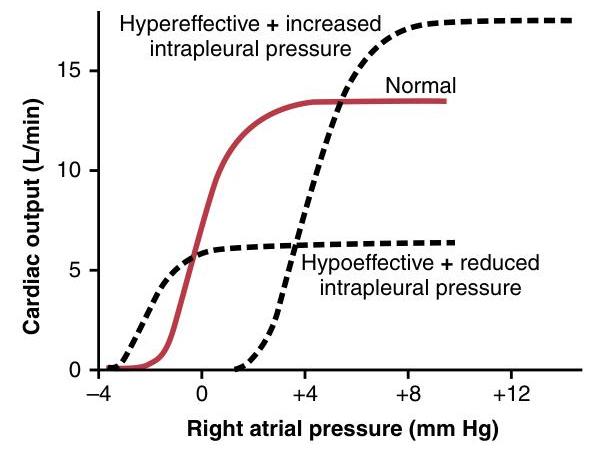 Hypereffective + increased
intrapleural pressure
Normal
Hypoeffective + reduced
intrapleural pressure
Cardiac output (L/min)
15
10
5
0
–4
0
+4
+8
+12
Right atrial pressure (mm Hg)